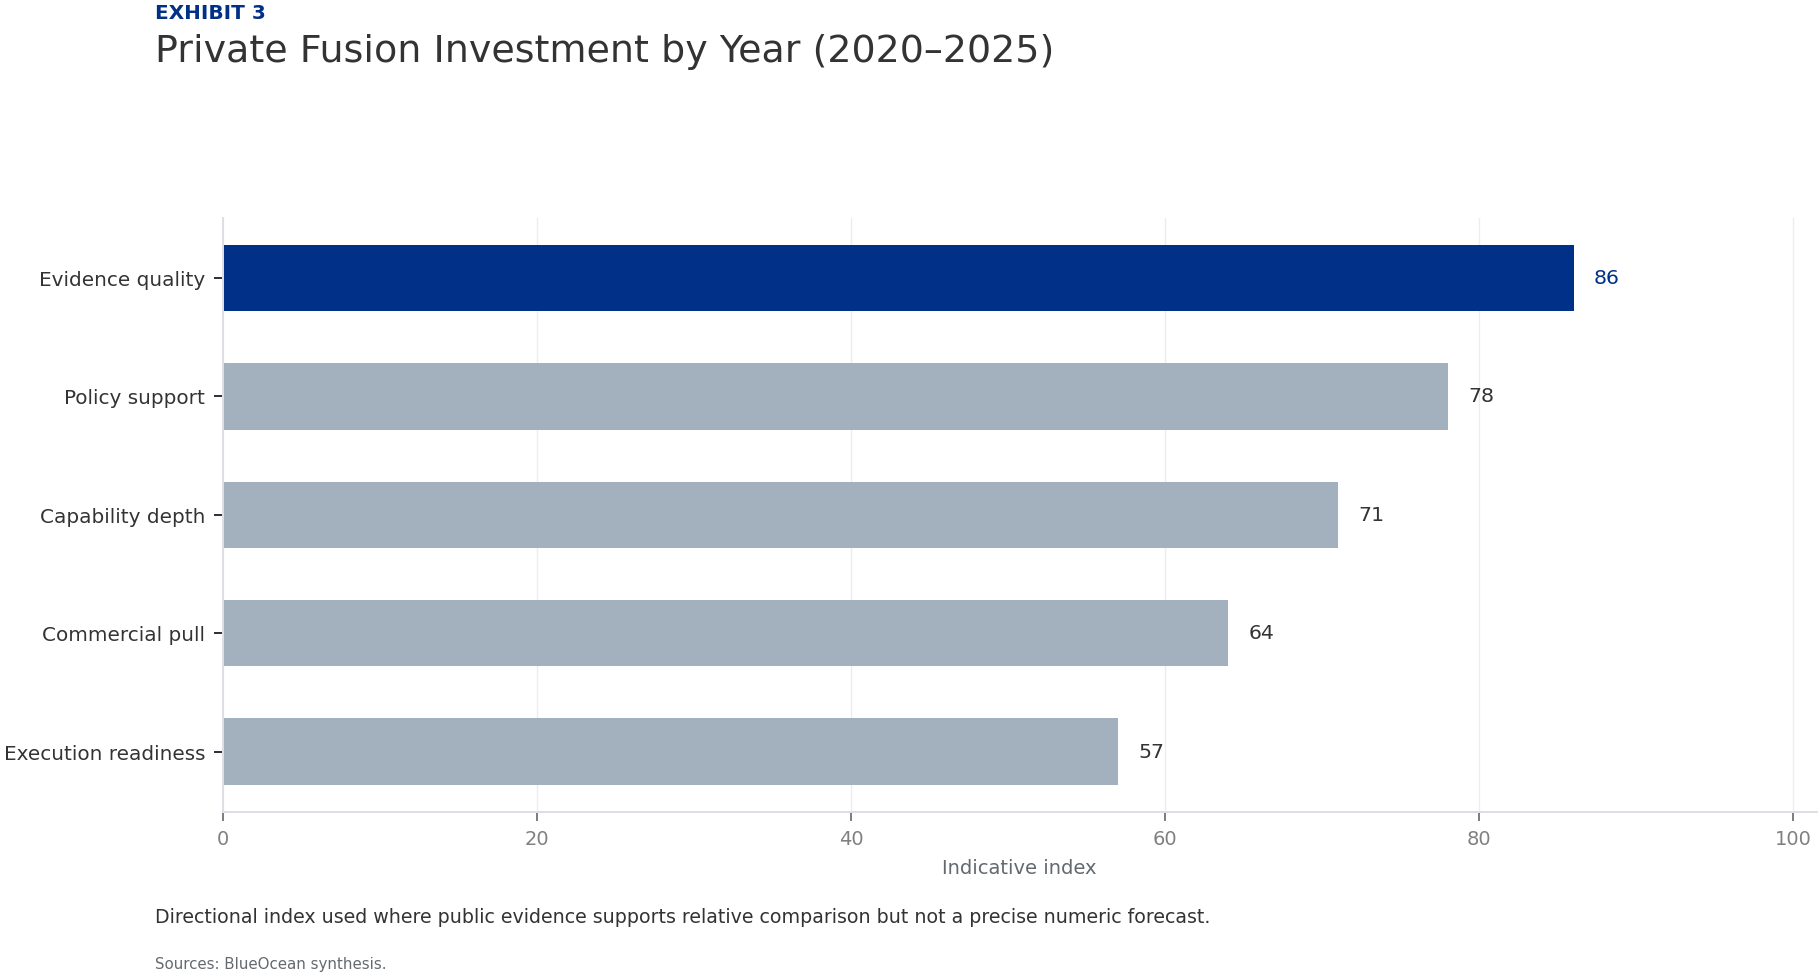 EXHIBIT 3
Private Fusion Investment by Year (2020–2025)
Evidence quality
86
Policy support
78
Capability depth
71
Commercial pull
64
Execution readiness
57
0 20 40 60 80 100
Indicative index
Directional index used where public evidence supports relative comparison but not a precise numeric forecast.
Sources: BlueOcean synthesis.